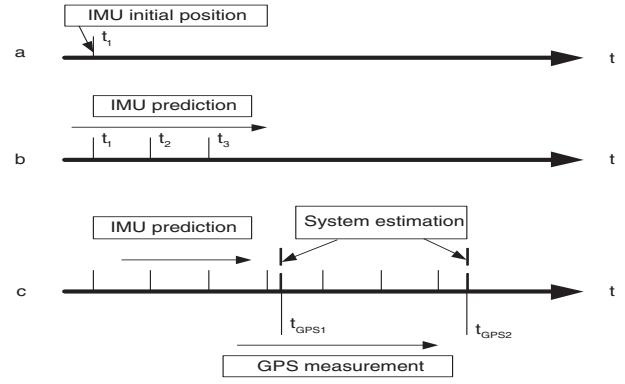 IMU initial position
t1
a t
IMU prediction
t1 t2 t3
b t
IMU prediction System estimation
c t
tGPS1 tGPS2
GPS measurement